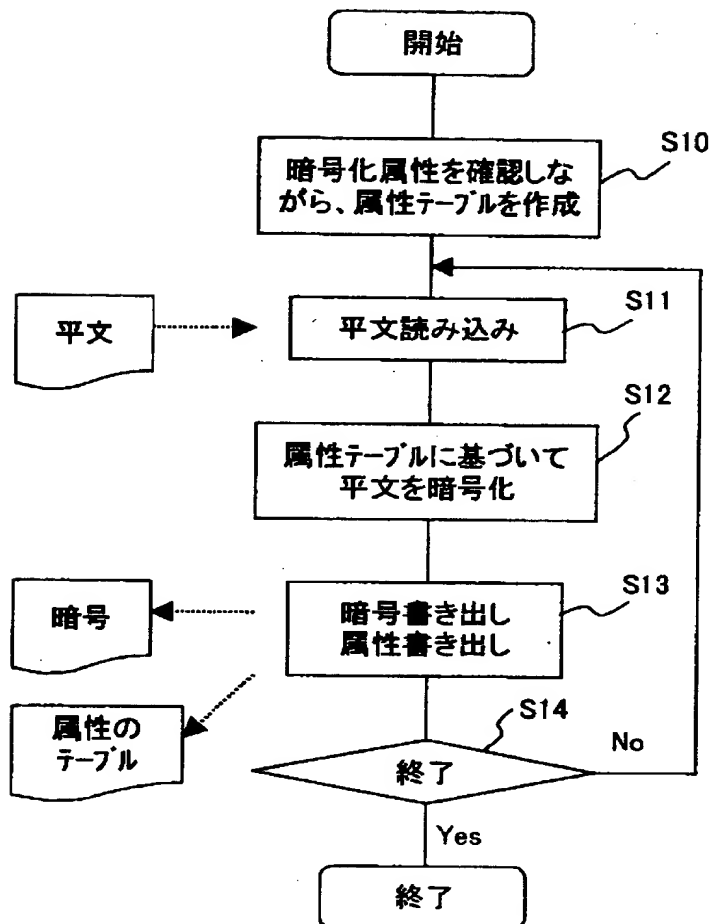 開始
S10
暗号化属性を確認しな
がら、属性テーブルを作成
S11
平文
平文読み込み
S12
属性テーブルに基づいて
平文を暗号化
S13
暗号
暗号書き出し
属性書き出し
属性の
テーブル
S14
No
終了
Yes
終了